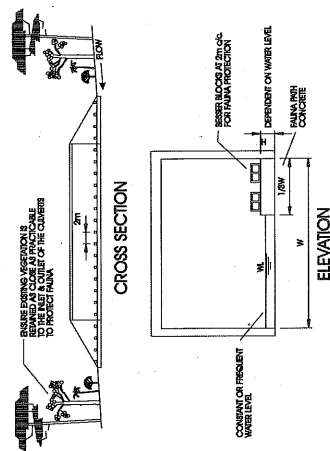 ENSURE EXISTING VEGETATION IS
RETAINED AS CLOSE AS PRACTICABLE
TO THE INLET & OUTLET OF THE CULVERTS
TO PROTECT FAUNA
2m
FLOW
CROSS SECTION
BESSER BLOCKS AT 2m c/c.
FOR FAUNA PROTECTION
CONSTANT OR FREQUENT
WATER LEVEL
WL
H
DEPENDENT ON WATER LEVEL
1/3W
FAUNA PATH
CONCRETE
W
ELEVATION